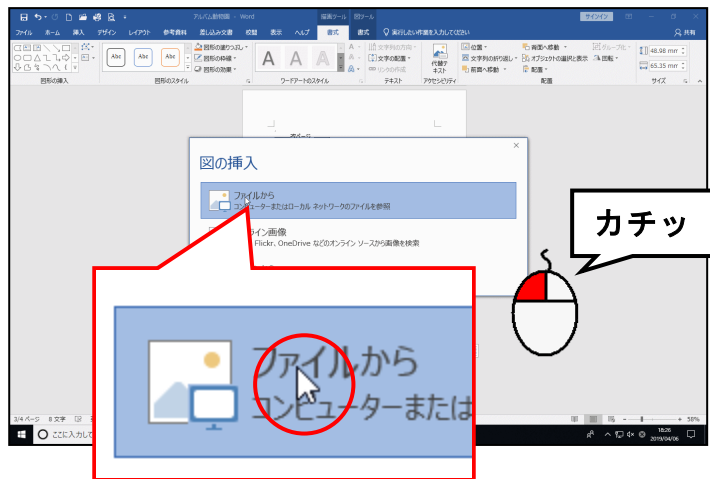 アルバム動物園 - Word
描画ツール
図ツール
サインイン
ファイル ホーム 挿入 デザイン レイアウト 参考資料 差し込み文書 校閲 表示 ヘルプ 書式 書式 実行したい作業を入力してください 共有
Abc Abc Abc
図形の塗りつぶし
図形の枠線
図形の効果
A A A
文字列の方向
文字の配置
リンクの作成
代替テキスト
位置
文字列の折り返し
前面へ移動
背面へ移動
オブジェクトの選択と表示
配置
グループ化
回転
48.98 mm
65.35 mm
図形の挿入 図形のスタイル ワードアートのスタイル テキスト アクセシビリティ 配置 サイズ
図の挿入
ファイルから
コンピューターまたはローカル ネットワークのファイルを参照
イン画像
Flickr、OneDrive などのオンライン ソースから画像を検索
カチッ
ファイルから
コンピューターまたは
3/4 ページ 8 文字
58%
ここに入力して
18:26
2019/04/06